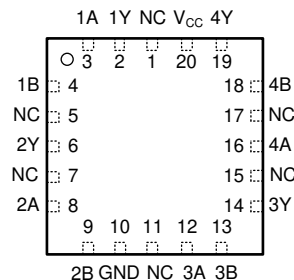 1A 1Y NC VCC 4Y
3 2 1 20 19
1B 4 18 4B
NC 5 17 NC
2Y 6 16 4A
NC 7 15 NC
2A 8 14 3Y
9 10 11 12 13
2B GND NC 3A 3B